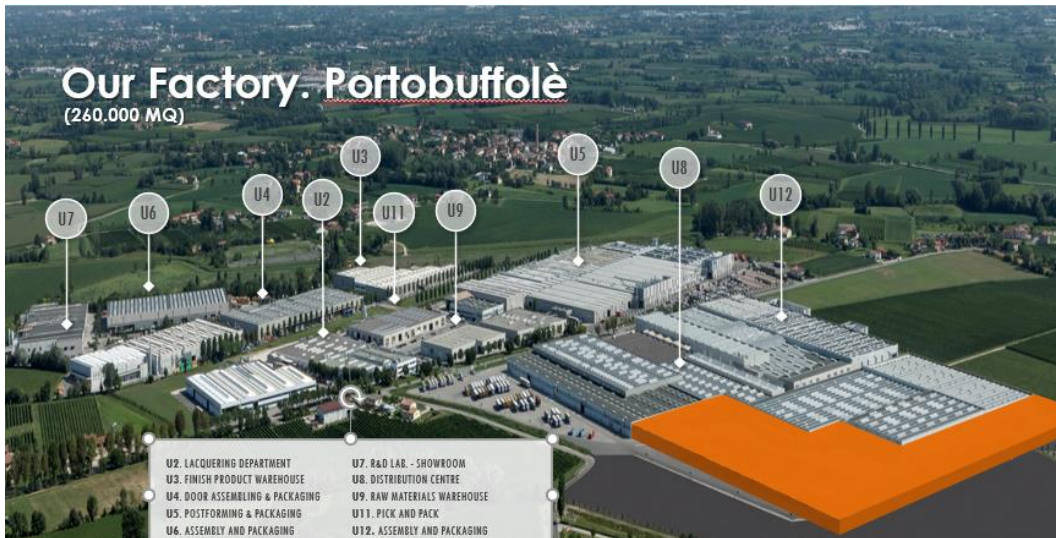 Our Factory. Portobuffolè
(260.000 MQ)
U3
U5
U8
U4
U2
U12
U7
U6
U11
U9
U2. LACQUERING DEPARTMENT
U3. FINISH PRODUCT WAREHOUSE
U4. DOOR ASSEMBLING & PACKAGING
U5. POSTFORMING & PACKAGING
U6. ASSEMBLY AND PACKAGING
U7. R&D LAB. - SHOWROOM
U8. DISTRIBUTION CENTRE
U9. RAW MATERIALS WAREHOUSE
U11. PICK AND PACK
U12. ASSEMBLY AND PACKAGING